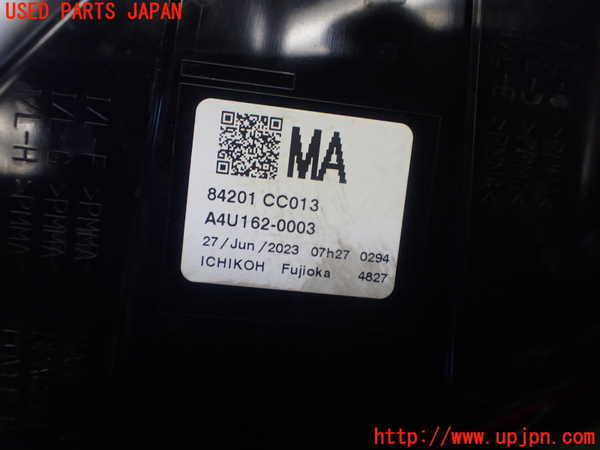 USED PARTS JAPAN
MA
84201 CC013
A4U162-0003
27/Jun/2023 07h27 0294
ICHIKOH Fujioka 4827
>PMMA<
http://www.upjpn.com/